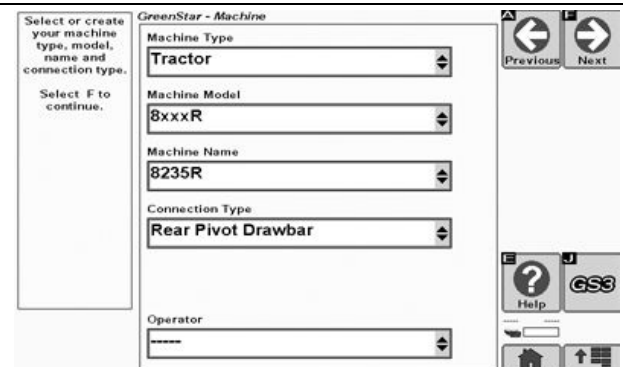 Select or create
your machine
type, model,
name and
connection type.
Select F to
continue.
GreenStar - Machine
Machine Type
Tractor
Machine Model
8xxxR
Machine Name
8235R
Connection Type
Rear Pivot Drawbar
Operator
-----
A
Previous
F
Next
E
Help
J
GS3